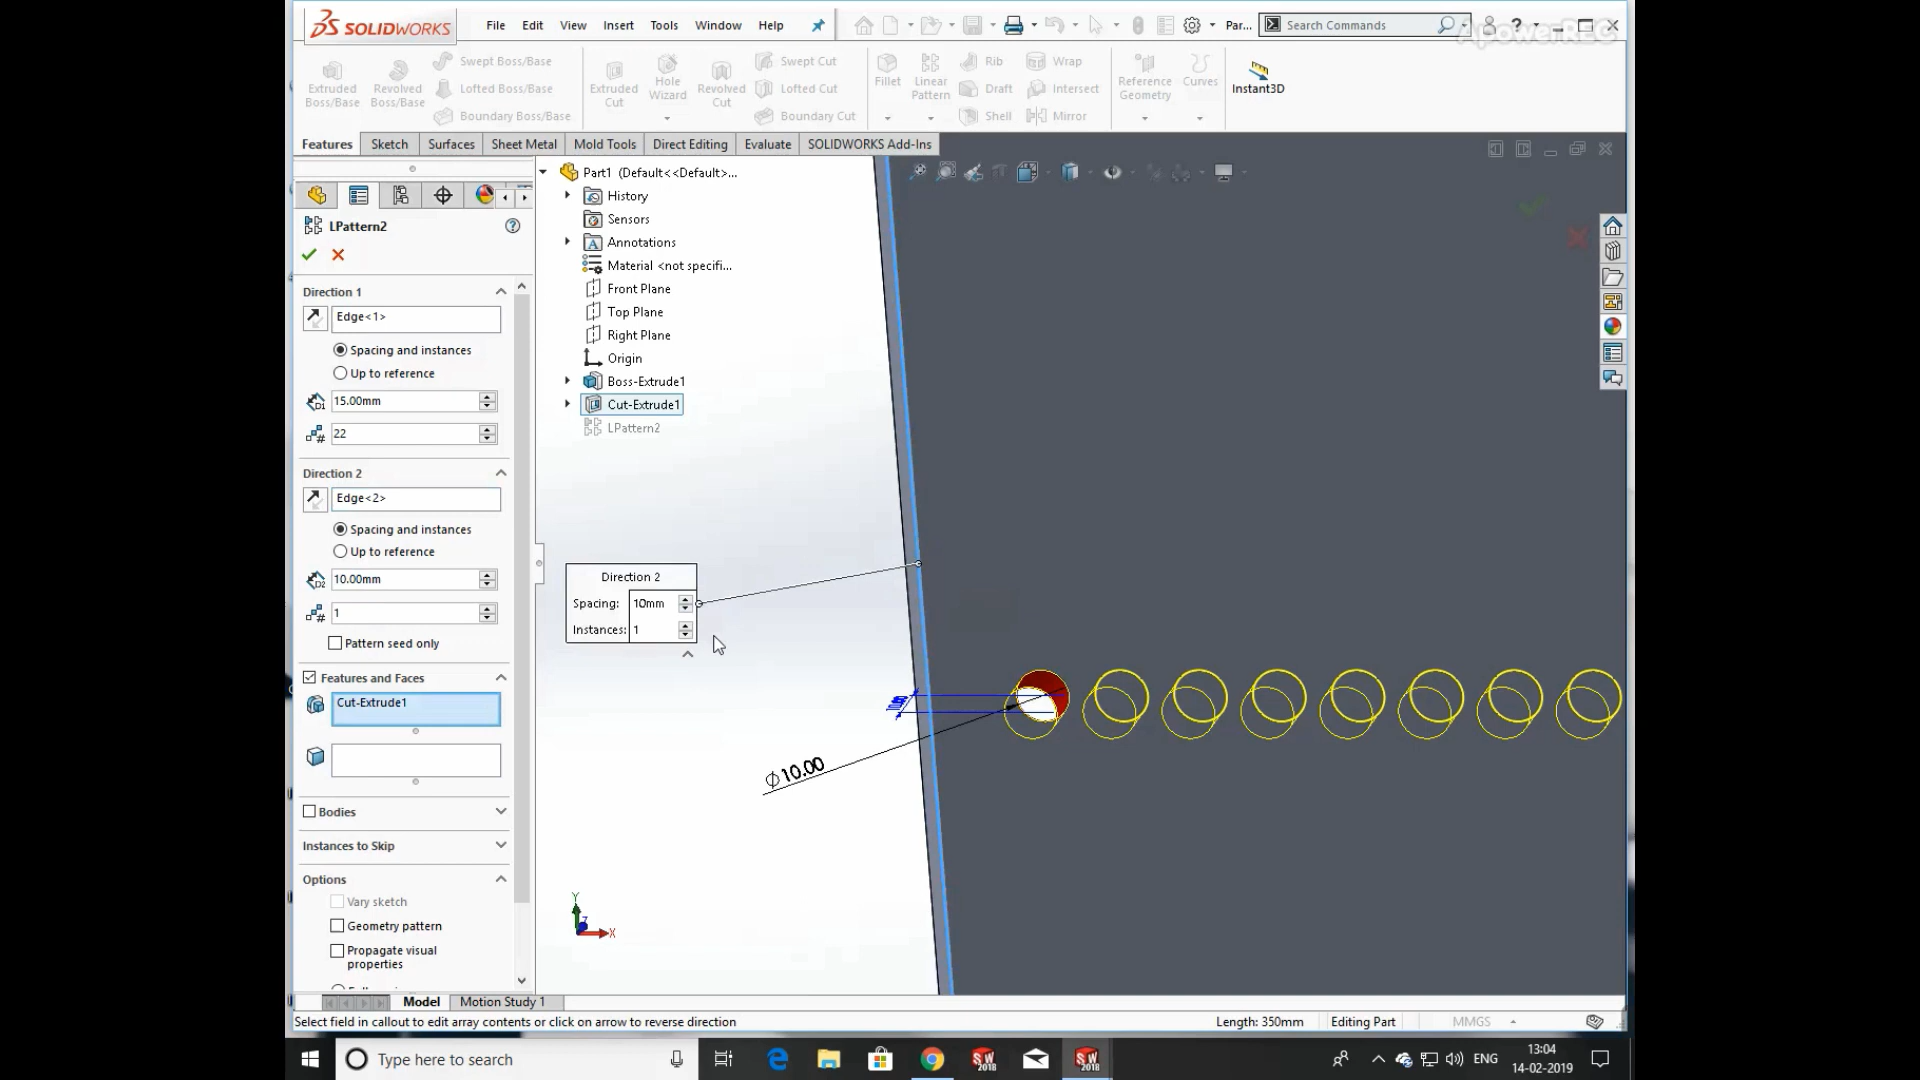 SOLIDWORKS File Edit View Insert Tools Window Help Par... Search Commands ?
ApowerREC
Extruded Boss/Base
Revolved Boss/Base
Swept Boss/Base
Lofted Boss/Base
Boundary Boss/Base
Extruded Cut
Hole Wizard
Revolved Cut
Swept Cut
Lofted Cut
Boundary Cut
Fillet
Linear Pattern
Rib
Draft
Shell
Wrap
Intersect
Mirror
Reference Geometry
Curves
Instant3D
Features Sketch Surfaces Sheet Metal Mold Tools Direct Editing Evaluate SOLIDWORKS Add-Ins
LPattern2
Direction 1
Edge<1>
Spacing and instances
Up to reference
D1 15.00mm
# 22
Direction 2
Edge<2>
Spacing and instances
Up to reference
D2 10.00mm
# 1
Pattern seed only
Features and Faces
Cut-Extrude1
Bodies
Instances to Skip
Options
Vary sketch
Geometry pattern
Propagate visual
properties
Part1 (Default<<Default>...
History
Sensors
Annotations
Material <not specifi...
Front Plane
Top Plane
Right Plane
Origin
Boss-Extrude1
Cut-Extrude1
LPattern2
Direction 2
Spacing: 10mm
Instances: 1
Ø10.00
Y
Z
X
Model Motion Study 1
Select field in callout to edit array contents or click on arrow to reverse direction Length: 350mm Editing Part MMGS
Type here to search
SW 2018
SW 2018
ENG
13:04
14-02-2019